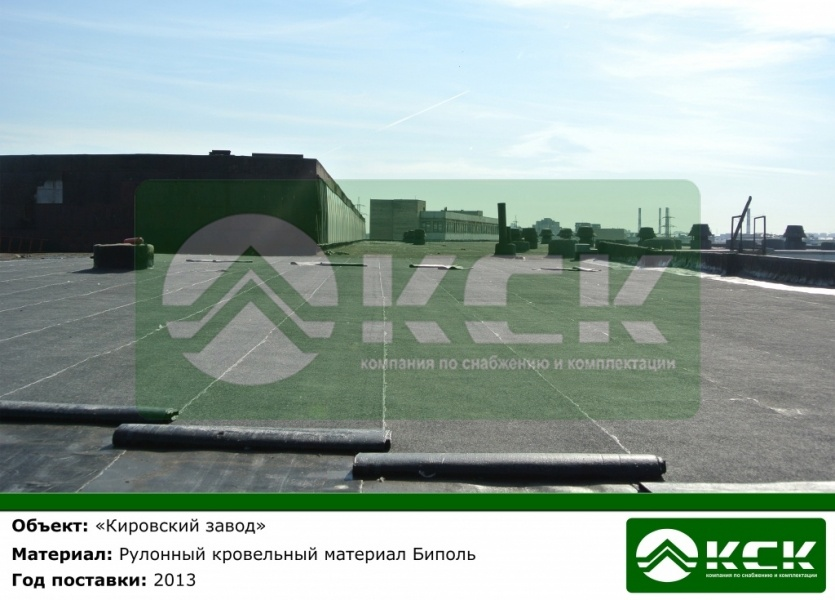 КСК
компания по снабжению и комплектации
Объект: «Кировский завод»
Материал: Рулонный кровельный материал Биполь
Год поставки: 2013
КСК
компания по снабжению и комплектации